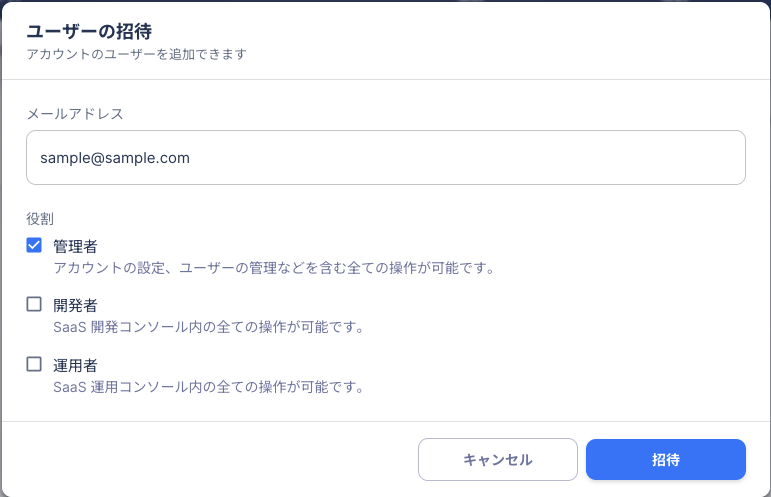 ユーザーの招待
アカウントのユーザーを追加できます
メールアドレス
sample@sample.com
役割
管理者
アカウントの設定、ユーザーの管理などを含む全ての操作が可能です。
開発者
SaaS 開発コンソール内の全ての操作が可能です。
運用者
SaaS 運用コンソール内の全ての操作が可能です。
キャンセル
招待